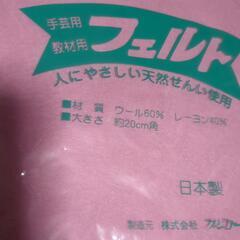 手芸用
教材用
フェルト
人にやさしい天然せんい使用
■材 質 ウール60% レーヨン40%
■大きさ 約20cm角
日本製
製造元 株式会社